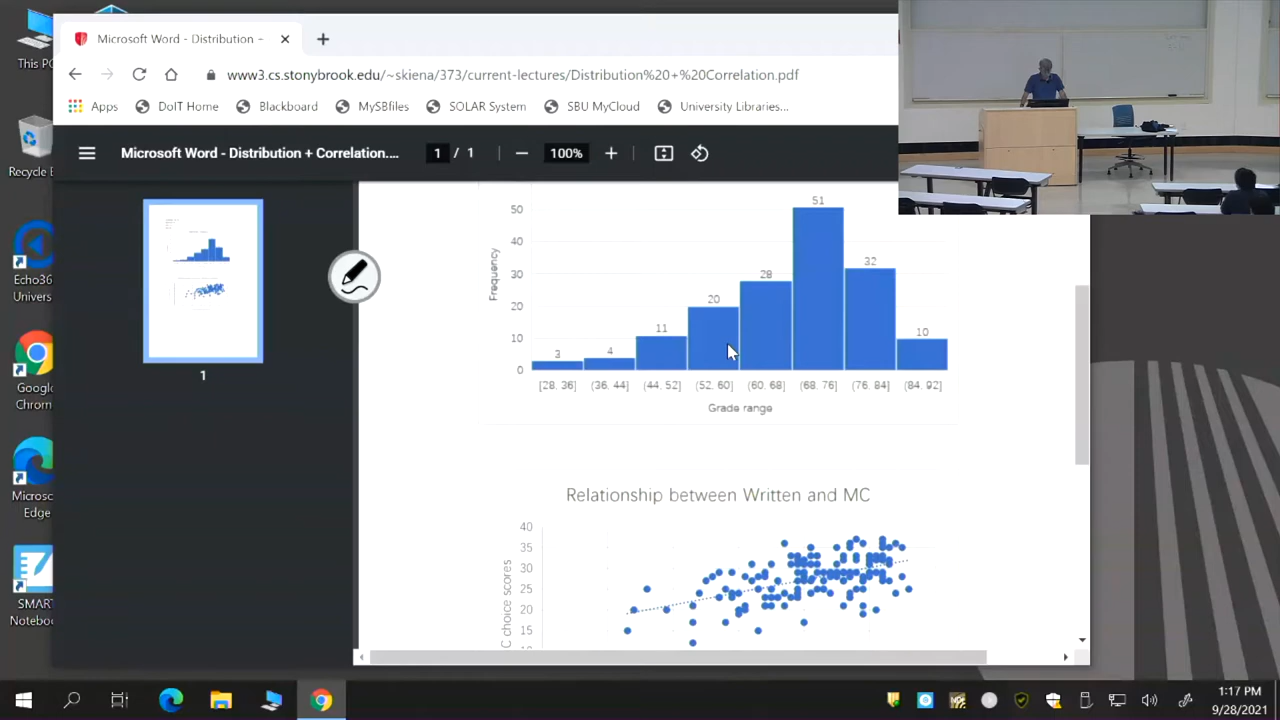 This PC
Microsoft Word - Distribution -
www3.cs.stonybrook.edu/~skiena/373/current-lectures/Distribution%20+%20Correlation.pdf
Apps
DoIT Home
Blackboard
MySBfiles
SOLAR System
SBU MyCloud
University Libraries...
Microsoft Word - Distribution + Correlation....
1 / 1
100%
Recycle
Echo36
Univers
Google
Chrom
Micros
Edge
SMAR
Notebo
1
Frequency
50
40
30
20
10
0
3
4
11
20
28
51
32
10
[28, 36]
(36, 44]
(44, 52]
(52, 60]
(60, 68]
(68, 76]
(76, 84]
(84, 92]
Grade range
Relationship between Written and MC
C choice scores
40
35
30
25
20
15
1:17 PM
9/28/2021